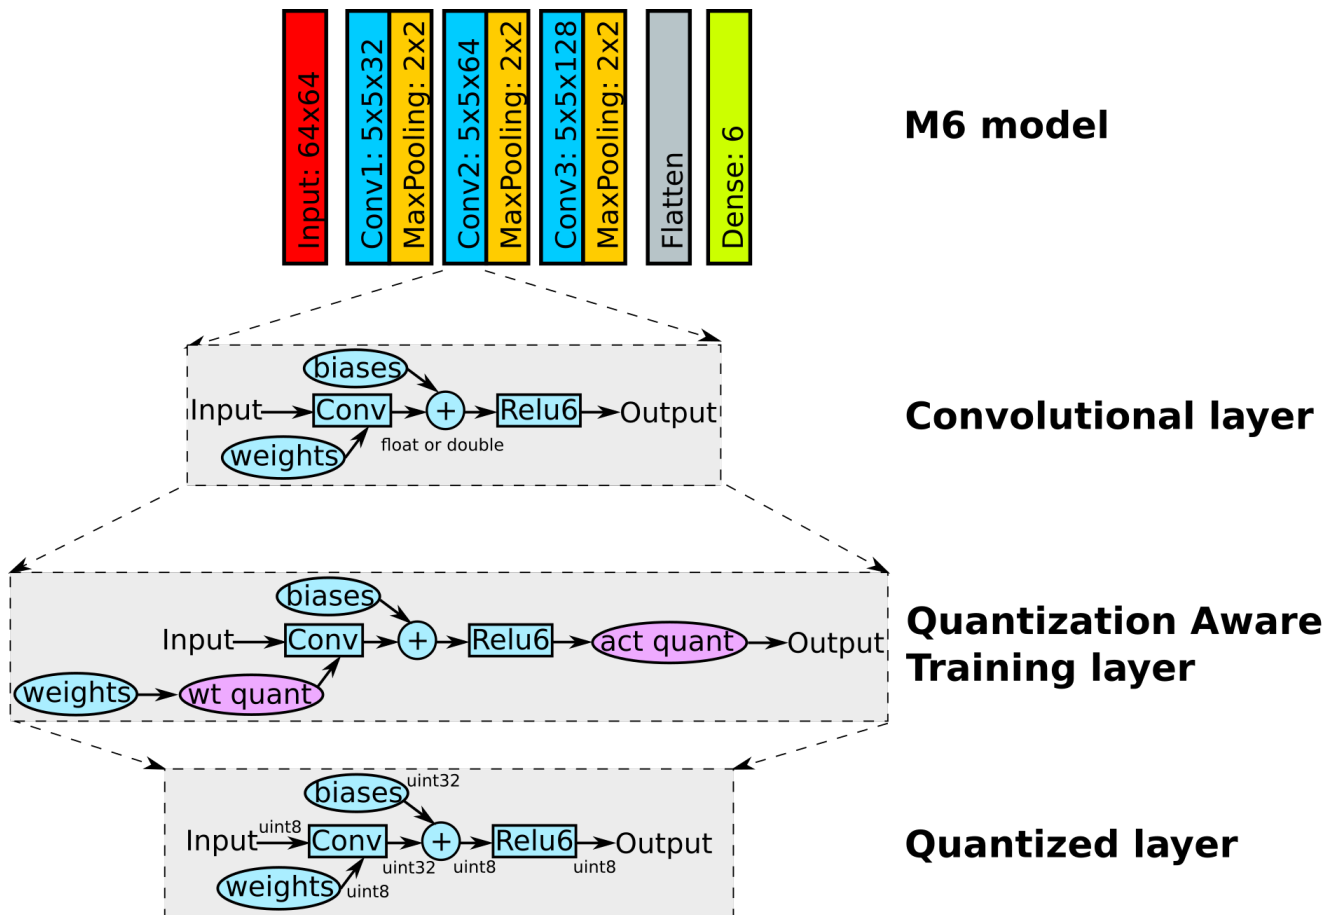 Input: 64x64
Conv1: 5x5x32
MaxPooling: 2x2
Conv2: 5x5x64
MaxPooling: 2x2
Conv3: 5x5x128
MaxPooling: 2x2
Flatten
Dense: 6
M6 model
biases
Input
Conv
+
Relu6
Output
float or double
weights
Convolutional layer
biases
Input
Conv
+
Relu6
act quant
Output
weights
wt quant
Quantization Aware
Training layer
biases
uint32
Input
uint8
Conv
uint32
+
uint8
Relu6
uint8
Output
weights
uint8
Quantized layer